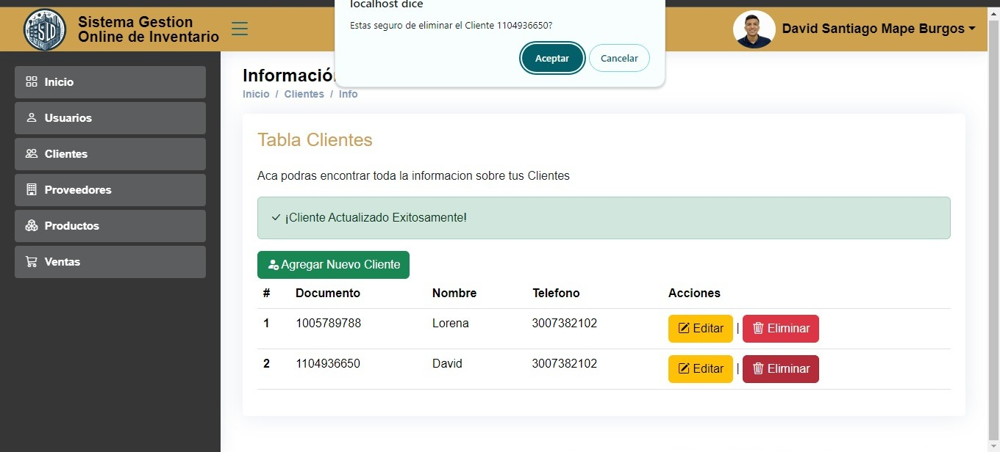 localhost dice
Estas seguro de eliminar el Cliente 1104936650?
Aceptar
Cancelar
SLD
Sistema Gestion
Online de Inventario
David Santiago Mape Burgos
Inicio
Usuarios
Clientes
Proveedores
Productos
Ventas
Información
Inicio / Clientes / Info
Tabla Clientes
Aca podras encontrar toda la informacion sobre tus Clientes
¡Cliente Actualizado Exitosamente!
Agregar Nuevo Cliente
# Documento Nombre Telefono Acciones
1 1005789788 Lorena 3007382102 Editar | Eliminar
2 1104936650 David 3007382102 Editar | Eliminar